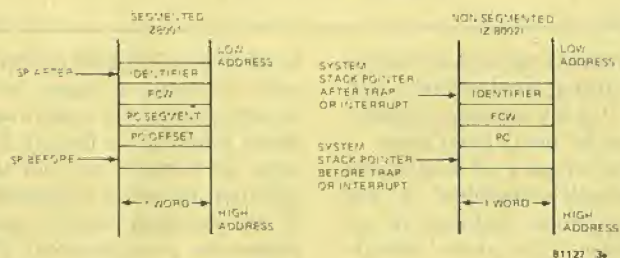 SEGMENTED
Z8001
LOW
ADDRESS
SP AFTER
IDENTIFIER
FCW
PC SEGMENT
PC OFFSET
SP BEFORE
1 WORD
HIGH
ADDRESS
NON SEGMENTED
(Z 8002)
LOW
ADDRESS
SYSTEM
STACK POINTER
AFTER TRAP
OR INTERRUPT
IDENTIFIER
FCW
PC
SYSTEM
STACK POINTER
BEFORE TRAP
OR INTERRUPT
1 WORD
HIGH
ADDRESS
81127 3a